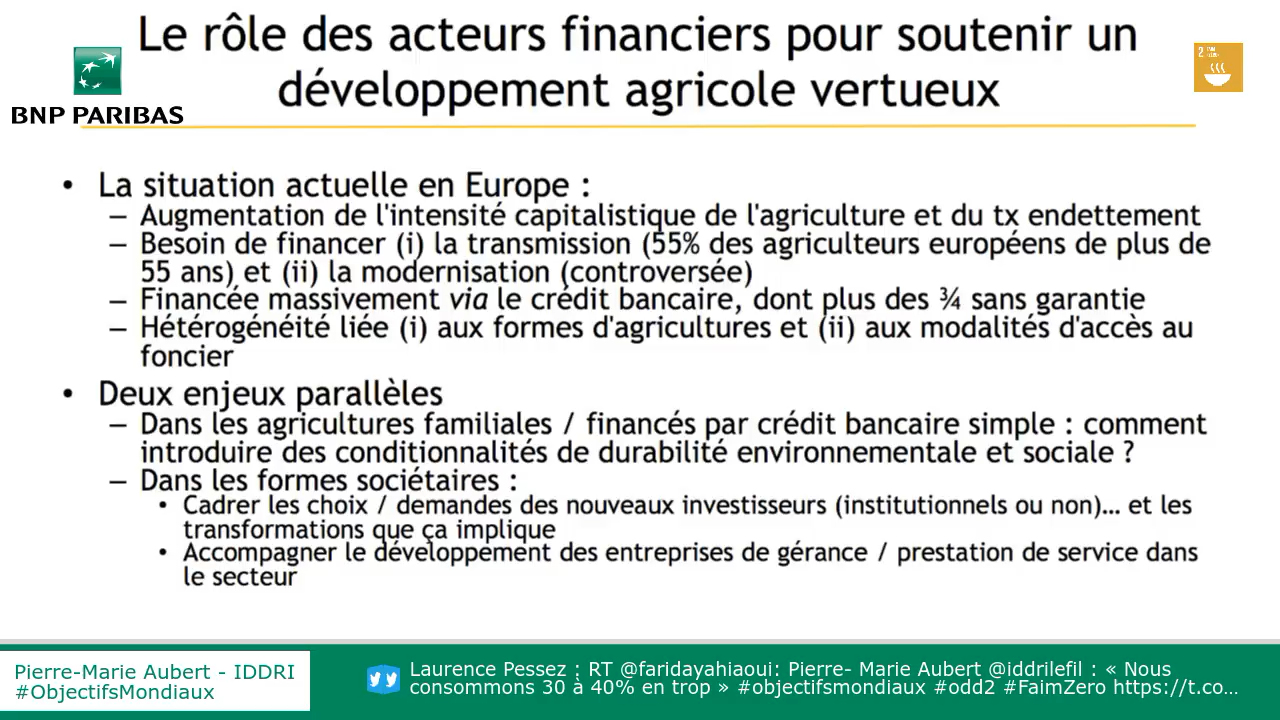 Le rôle des acteurs financiers pour soutenir un
développement agricole vertueux
BNP PARIBAS
2
• La situation actuelle en Europe :
– Augmentation de l'intensité capitalistique de l'agriculture et du tx endettement
– Besoin de financer (i) la transmission (55% des agriculteurs européens de plus de
55 ans) et (ii) la modernisation (controversée)
– Financée massivement via le crédit bancaire, dont plus des ¾ sans garantie
– Hétérogénéité liée (i) aux formes d'agricultures et (ii) aux modalités d'accès au
foncier
• Deux enjeux parallèles
– Dans les agricultures familiales / financés par crédit bancaire simple : comment
introduire des conditionnalités de durabilité environnementale et sociale ?
– Dans les formes sociétaires :
• Cadrer les choix / demandes des nouveaux investisseurs (institutionnels ou non)… et les
transformations que ça implique
• Accompagner le développement des entreprises de gérance / prestation de service dans
le secteur
Pierre-Marie Aubert - IDDRI
#ObjectifsMondiaux
Laurence Pessez : RT @faridayahiaoui: Pierre- Marie Aubert @iddrilefil : « Nous
consommons 30 à 40% en trop » #objectifsmondiaux #odd2 #FaimZero https://t.co…